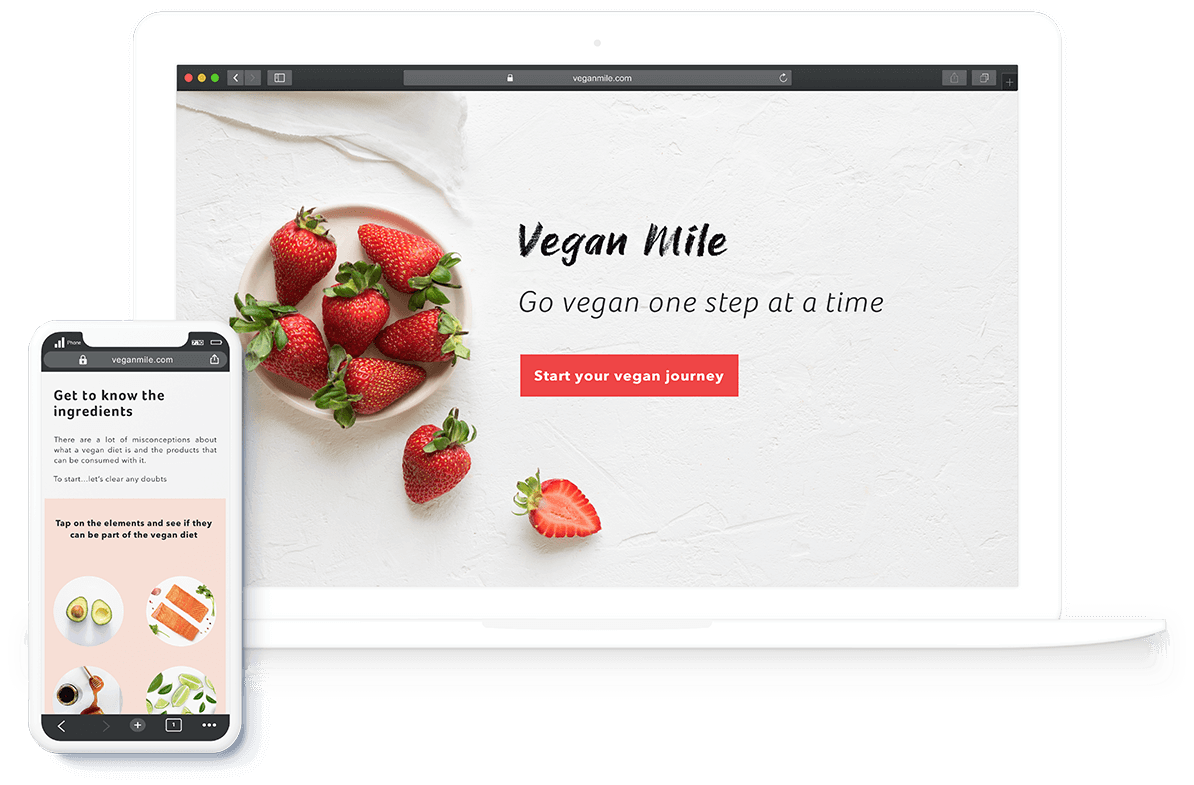 veganmile.com
Vegan Mile
Go vegan one step at a time
Start your vegan journey
Phone
veganmile.com
Get to know the
ingredients
There are a lot of misconceptions about
what a vegan diet is and the products that
can be consumed with it.
To start...let's clear any doubts
Tap on the elements and see if they
can be part of the vegan diet
1